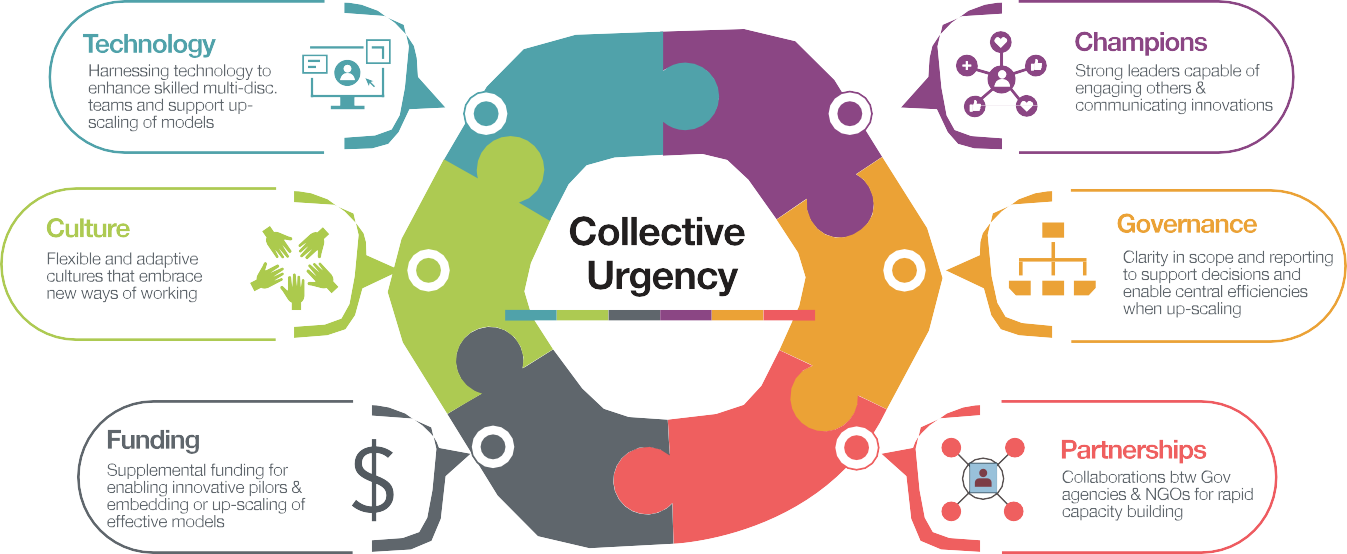 Technology
Harnessing technology to
enhance skilled multi-disc.
teams and support up-
scaling of models
Champions
Strong leaders capable of
engaging others &
communicating innovations
Culture
Flexible and adaptive
cultures that embrace
new ways of working
Collective
Urgency
Governance
Clarity in scope and reporting
to support decisions and
enable central efficiencies
when up-scaling
Funding
Supplemental funding for
enabling innovative pilors &
embedding or up-scaling of
effective models
$
Partnerships
Collaborations btw Gov
agencies & NGOs for rapid
capacity building